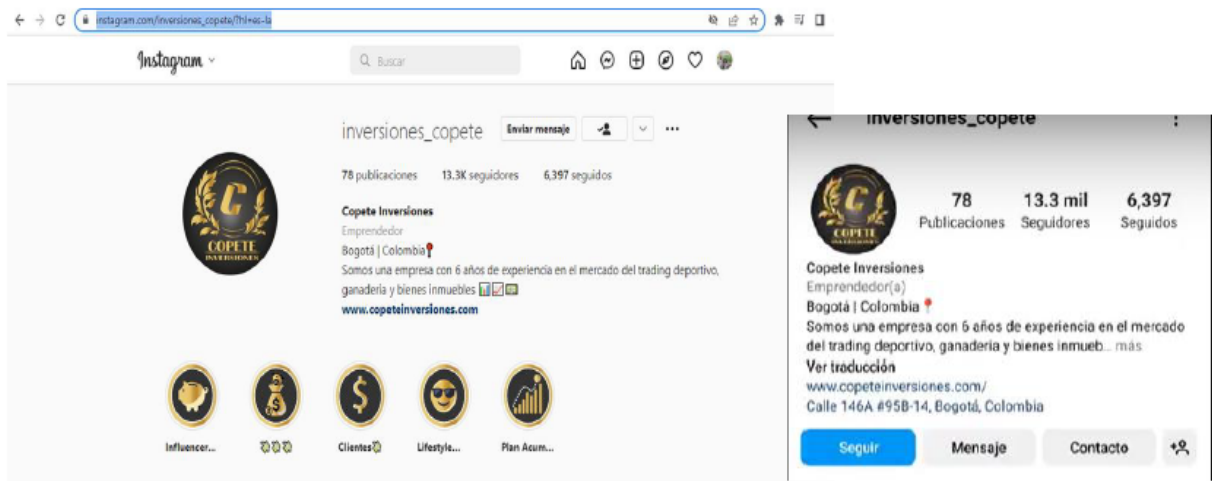 instagram.com/inversiones_copete/?hl=es-la
Instagram
Buscar
inversiones_copete Enviar mensaje
78 publicaciones 13.3K seguidores 6,397 seguidos
Copete Inversiones
Emprendedor
Bogotá | Colombia📍
Somos una empresa con 6 años de experiencia en el mercado del trading deportivo,
ganaderia y bienes inmuebles 📊📈💵
www.copeteinversiones.com
C
COPETE
INVERSIONES
Influencer...
Clientes
Lifestyle...
Plan Acum...
inversiones_copete
C
COPETE
INVERSIONES
78 13.3 mil 6,397
Publicaciones Seguidores Seguidos
Copete Inversiones
Emprendedor(a)
Bogotá | Colombia 📍
Somos una empresa con 6 años de experiencia en el mercado
del trading deportivo, ganaderia y bienes inmueb... más
Ver traducción
www.copeteinversiones.com/
Calle 146A #95B-14, Bogotá, Colombia
Seguir Mensaje Contacto